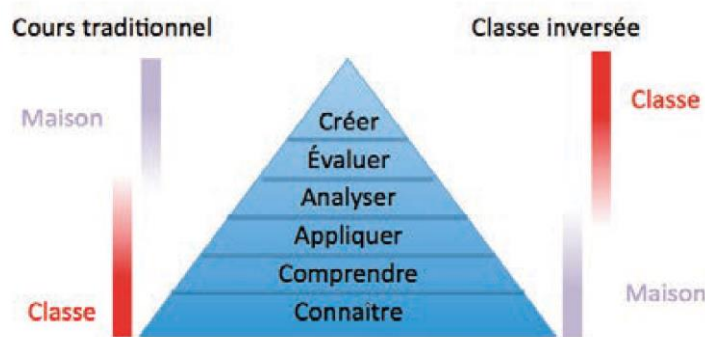 Cours traditionnel
Classe inversée
Maison
Classe
Créer
Évaluer
Analyser
Appliquer
Comprendre
Connaître
Classe
Maison